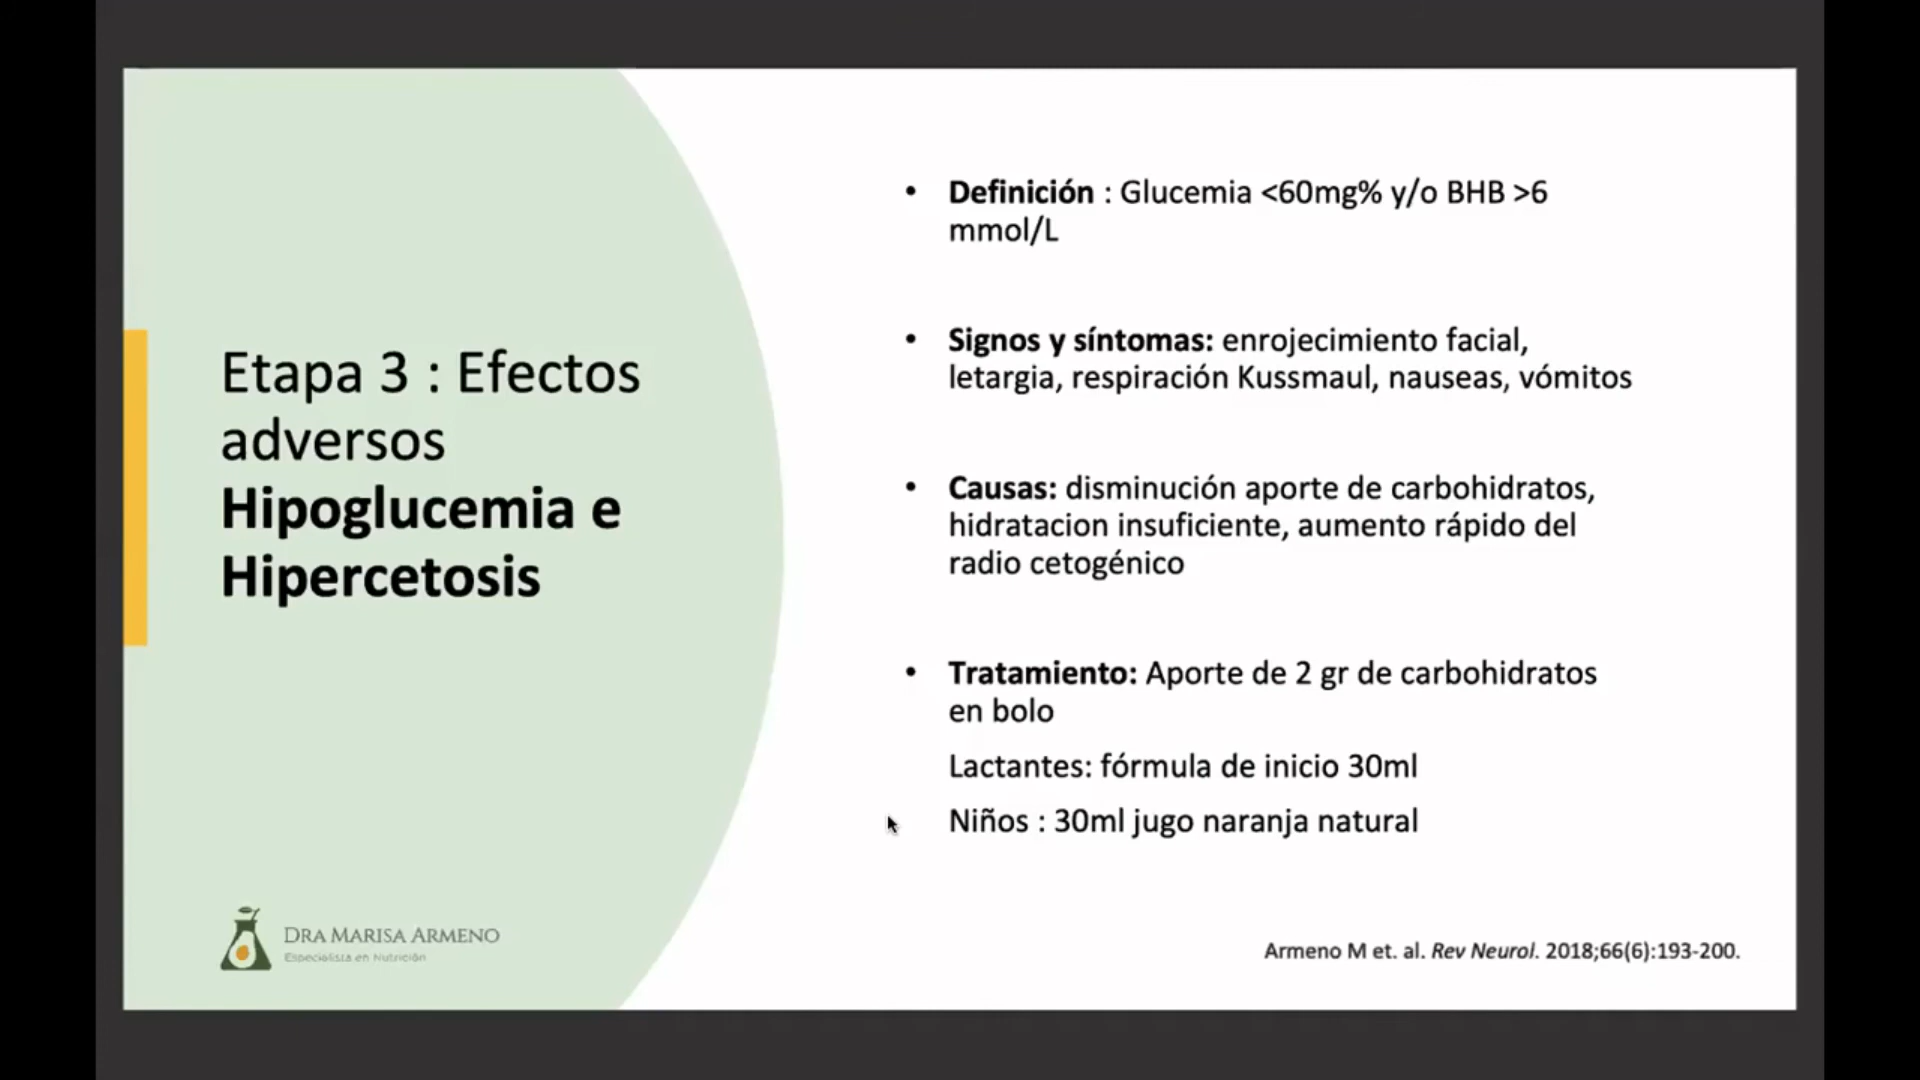 Etapa 3 : Efectos
adversos
Hipoglucemia e
Hipercetosis
• Definición : Glucemia <60mg% y/o BHB >6
mmol/L
• Signos y síntomas: enrojecimiento facial,
letargia, respiración Kussmaul, nauseas, vómitos
• Causas: disminución aporte de carbohidratos,
hidratacion insuficiente, aumento rápido del
radio cetogénico
• Tratamiento: Aporte de 2 gr de carbohidratos
en bolo
Lactantes: fórmula de inicio 30ml
Niños : 30ml jugo naranja natural
DRA MARISA ARMENO
Especialista en Nutrición
Armeno M et. al. Rev Neurol. 2018;66(6):193-200.